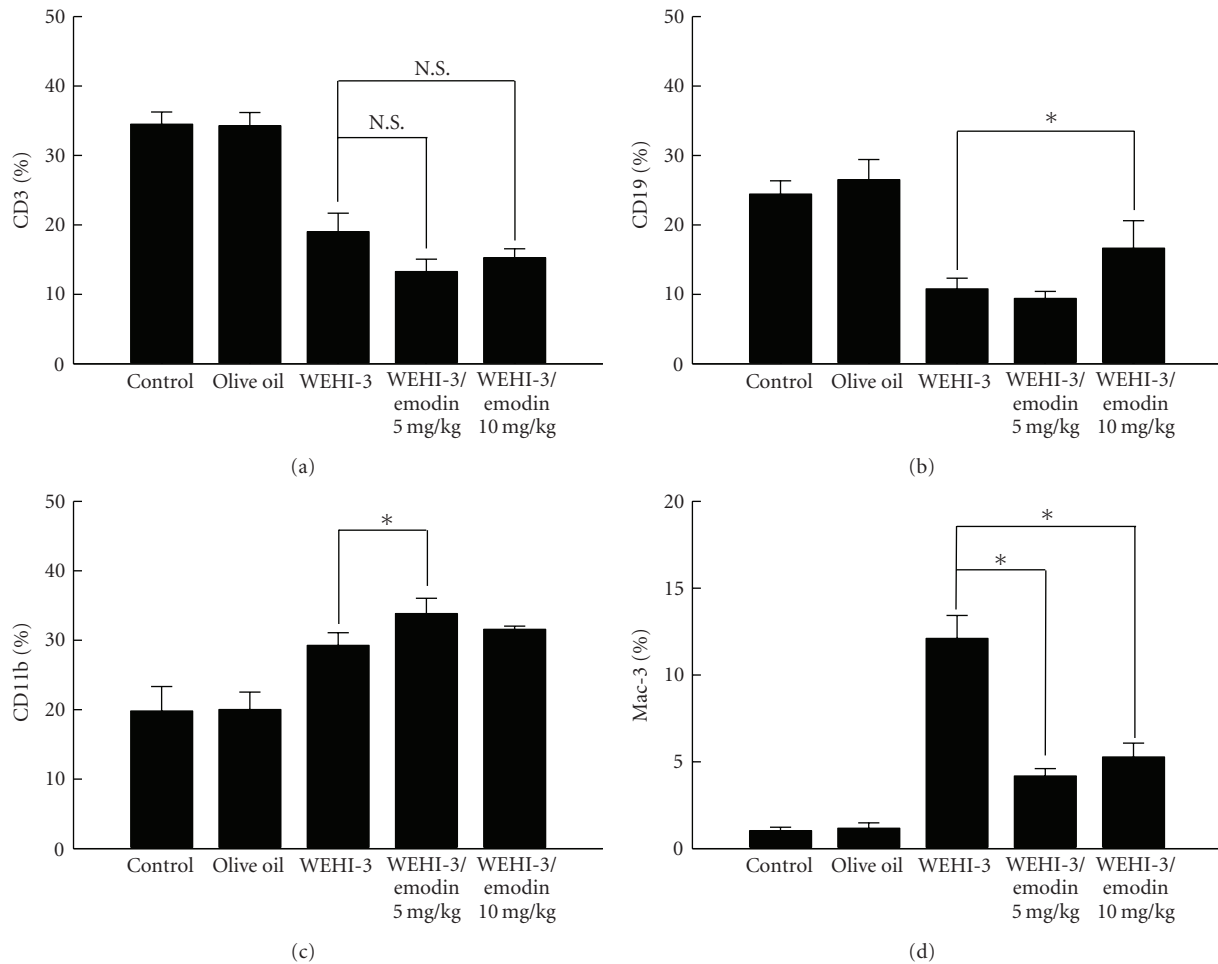 50
40
30
20
10
0
CD3 (%)
N.S.
N.S.
Control
Olive oil
WEHI-3
WEHI-3/
emodin
5 mg/kg
WEHI-3/
emodin
10 mg/kg
(a)
50
40
30
20
10
0
CD19 (%)
*
Control
Olive oil
WEHI-3
WEHI-3/
emodin
5 mg/kg
WEHI-3/
emodin
10 mg/kg
(b)
50
40
30
20
10
0
CD11b (%)
*
Control
Olive oil
WEHI-3
WEHI-3/
emodin
5 mg/kg
WEHI-3/
emodin
10 mg/kg
(c)
20
15
10
5
0
Mac-3 (%)
*
*
Control
Olive oil
WEHI-3
WEHI-3/
emodin
5 mg/kg
WEHI-3/
emodin
10 mg/kg
(d)